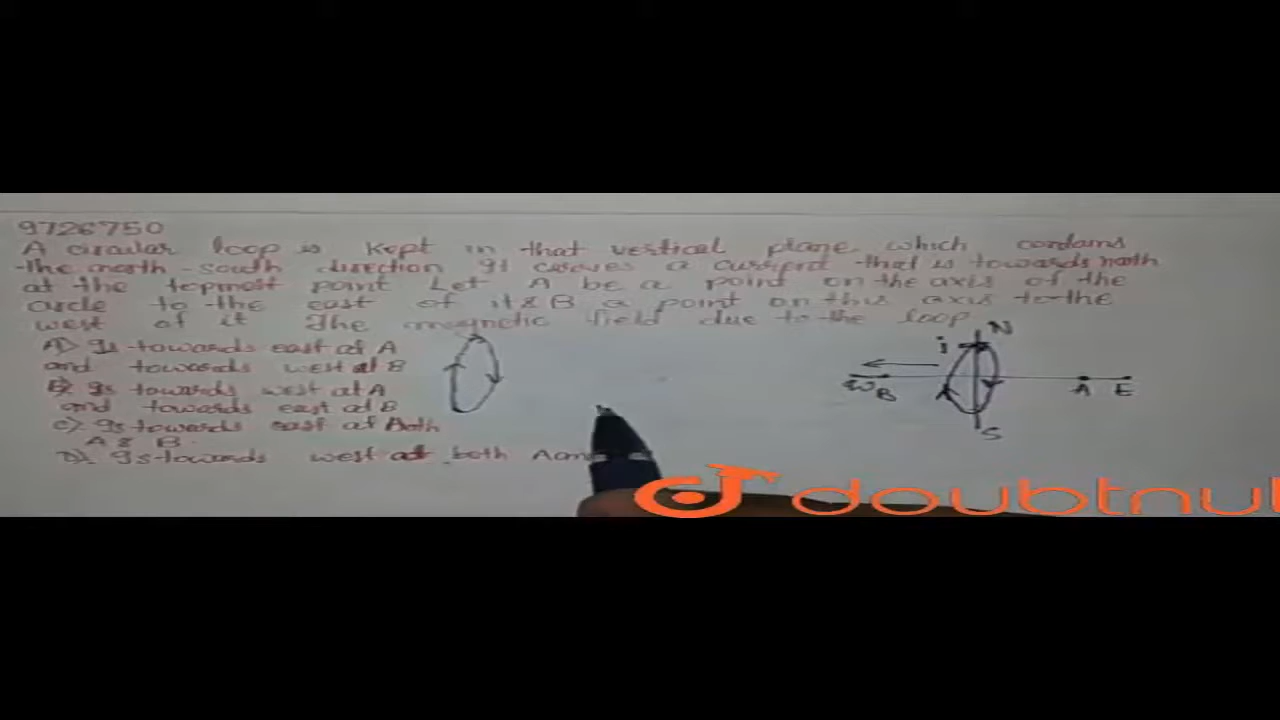 9726750
A circular loop is kept in that vertical plane which contains
the north-south direction It carries a current that is towards north
at the topmost point Let A be a point on the axis of the
circle to the east of it & B a point on this axis to the
west of it The magnetic field due to the loop
A) Is towards east at A
and towards west at B
B) Is towards west at A
and towards east at B
C) Is towards east at both
A & B
D) Is towards west at both A
N
i
W B A E
S
doubtnut